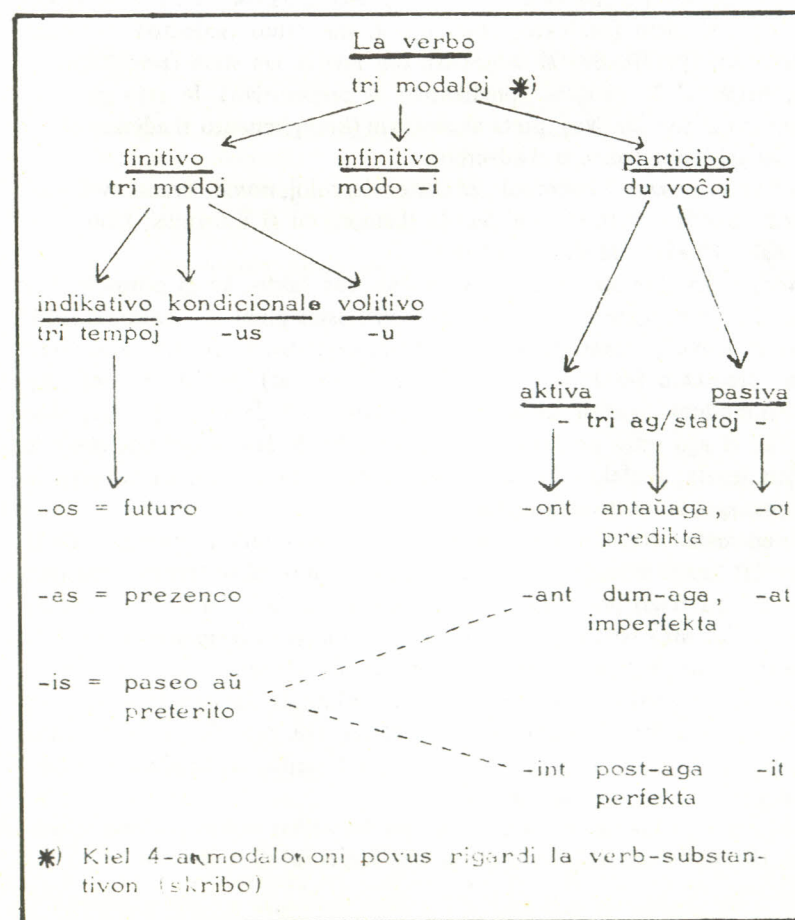 La verbo
tri modaloj *)
finitivo infinitivo participo
tri modoj modo -i du voĉoj
indikativo kondicionale volitivo
tri tempoj -us -u
aktiva pasiva
- tri ag/statoj -
-os = futuro -ont antaŭaga, -ot
predikta
-as = prezenco -ant dum-aga, -at
imperfekta
-is = paseo aŭ
preterito
-int post-aga -it
perfekta
*) Kiel 4-an modalon oni povus rigardi la verb-substan-
tivon (skribo)